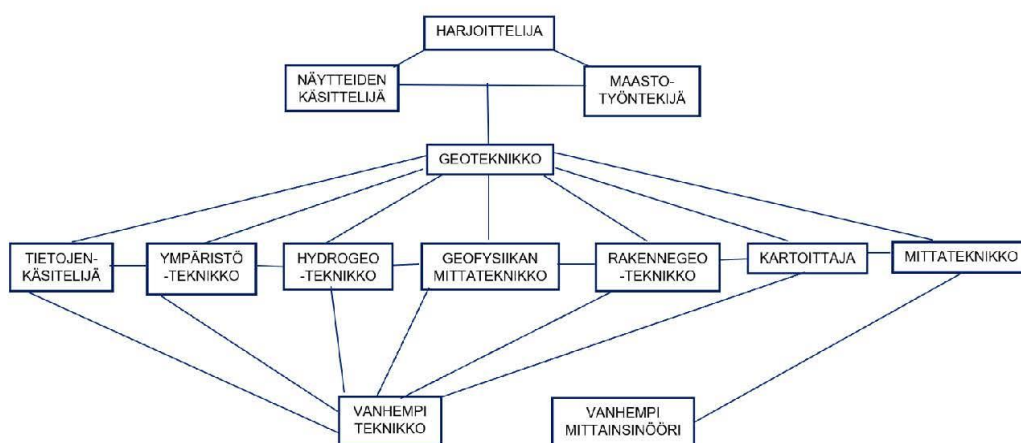 HARJOITTELIJA
NÄYTTEIDEN
KÄSITTELIJÄ
MAASTO-
TYÖNTEKIJÄ
GEOTEKNIKKO
TIETOJEN-
KÄSITELIJÄ
YMPÄRISTÖ
-TEKNIKKO
HYDROGEO
-TEKNIKKO
GEOFYSIIKAN
MITTATEKNIKKO
RAKENNEGEO
-TEKNIKKO
KARTOITTAJA
MITTATEKNIKKO
VANHEMPI
TEKNIKKO
VANHEMPI
MITTAINSINÖÖRI